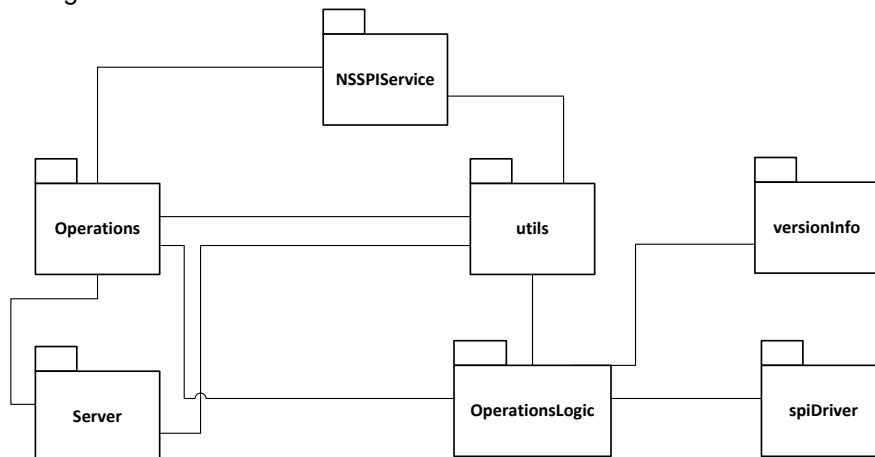 NSSPIService
Operations
utils
versionInfo
Server
OperationsLogic
spiDriver